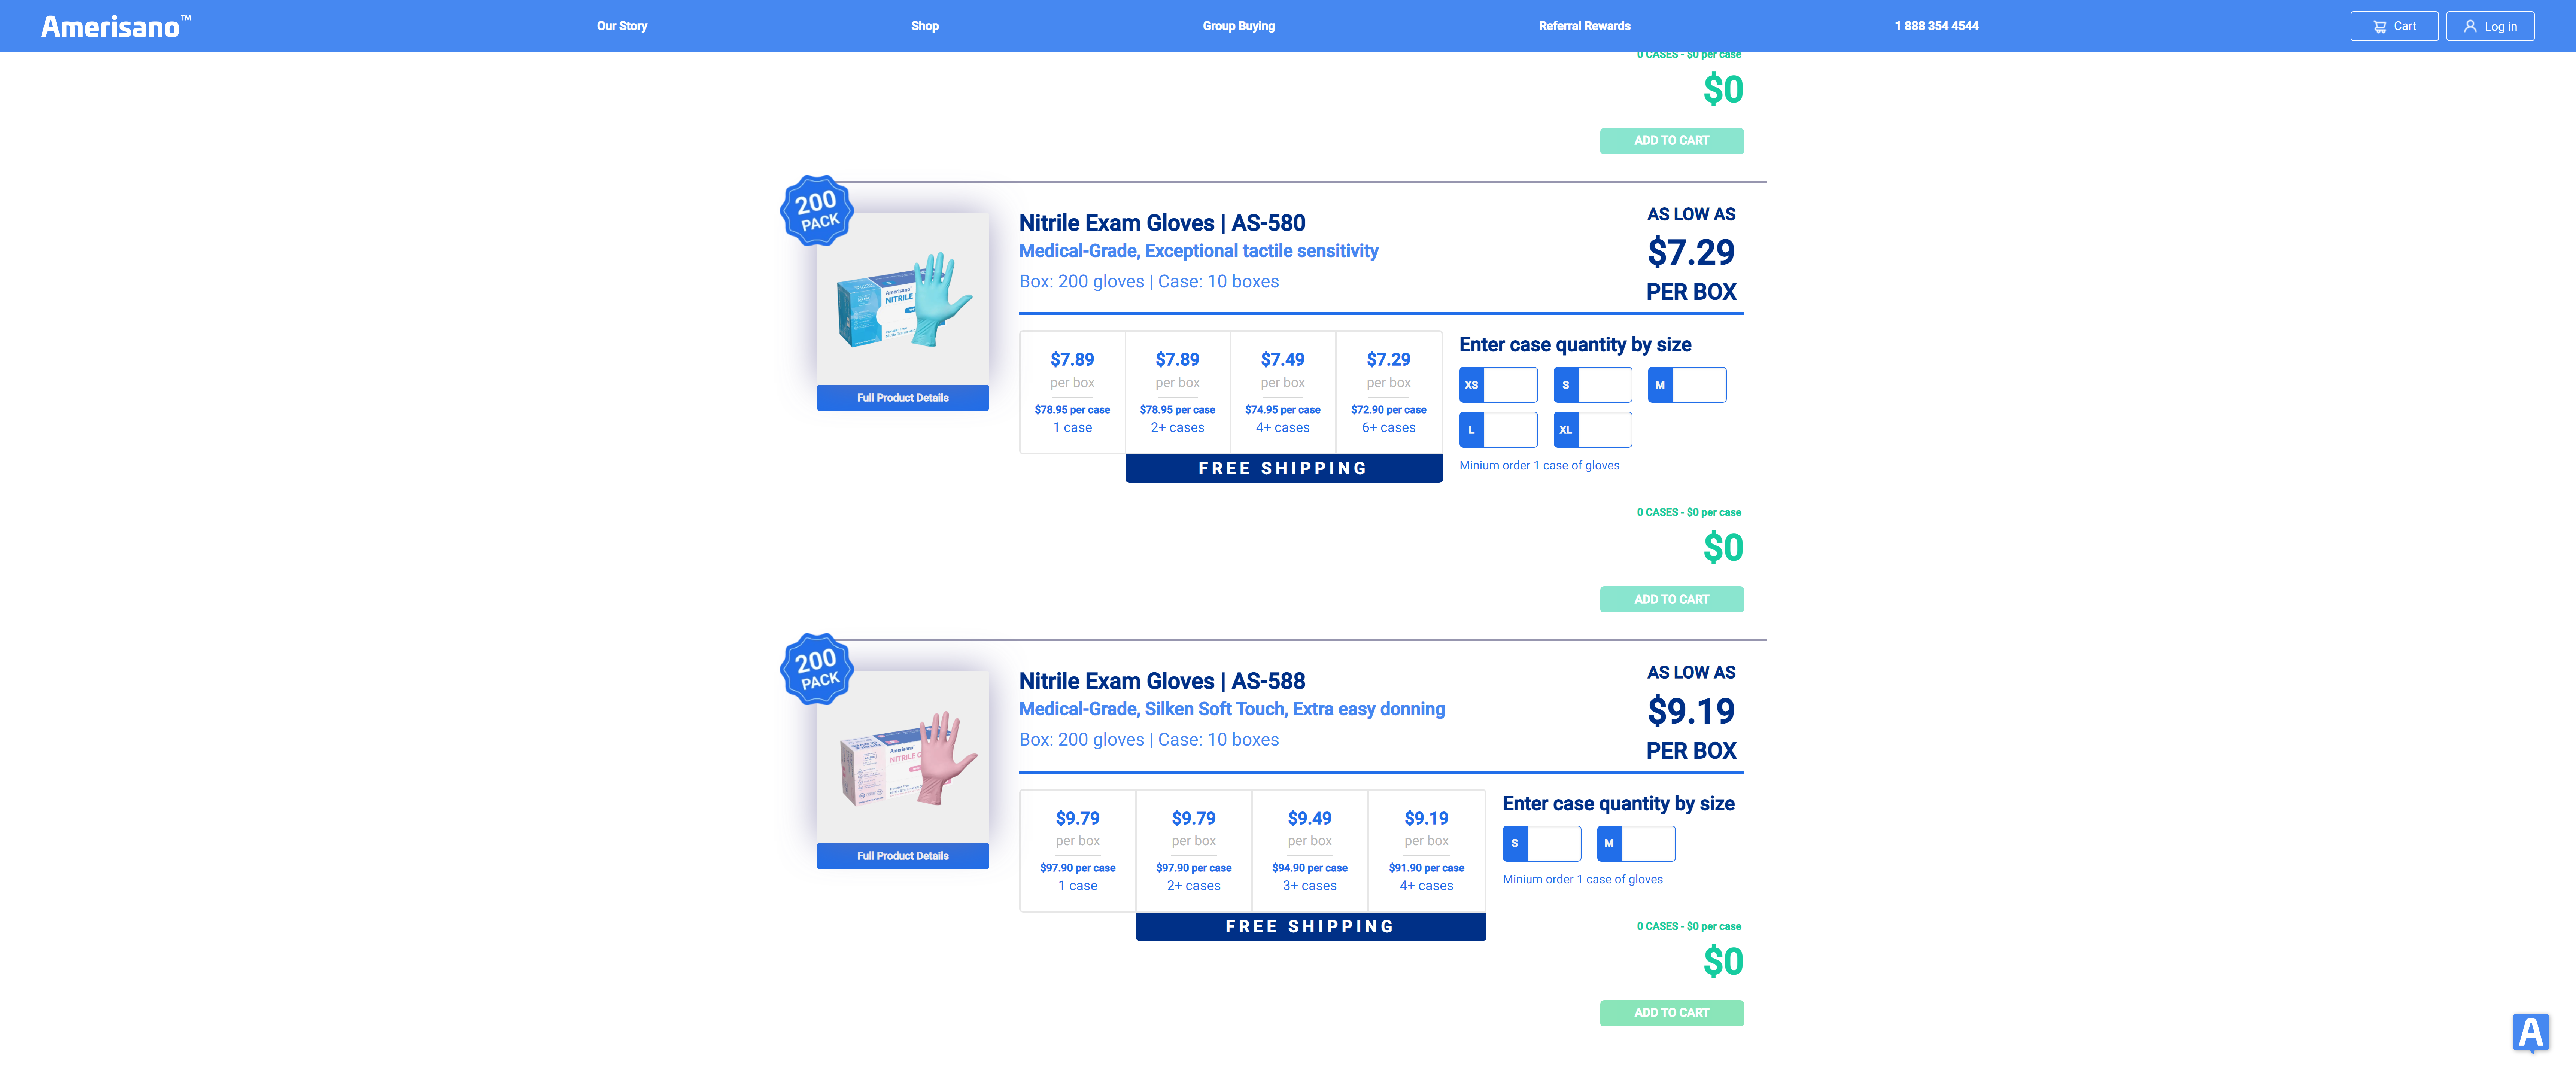 Amerisano™
Our Story
Shop
Group Buying
Referral Rewards
1 888 354 4544
Cart
Log in
0 CASES - $0 per case
$0
ADD TO CART
200
PACK
Amerisano™
NITRILE
Full Product Details
Nitrile Exam Gloves | AS-580
Medical-Grade, Exceptional tactile sensitivity
Box: 200 gloves | Case: 10 boxes
AS LOW AS
$7.29
PER BOX
$7.89
per box
$78.95 per case
1 case
$7.89
per box
$78.95 per case
2+ cases
$7.49
per box
$74.95 per case
4+ cases
$7.29
per box
$72.90 per case
6+ cases
FREE SHIPPING
Enter case quantity by size
XS
S
M
L
XL
Minium order 1 case of gloves
0 CASES - $0 per case
$0
ADD TO CART
200
PACK
Amerisano™
NITRILE G
Full Product Details
Nitrile Exam Gloves | AS-588
Medical-Grade, Silken Soft Touch, Extra easy donning
Box: 200 gloves | Case: 10 boxes
AS LOW AS
$9.19
PER BOX
$9.79
per box
$97.90 per case
1 case
$9.79
per box
$97.90 per case
2+ cases
$9.49
per box
$94.90 per case
3+ cases
$9.19
per box
$91.90 per case
4+ cases
FREE SHIPPING
Enter case quantity by size
S
M
Minium order 1 case of gloves
0 CASES - $0 per case
$0
ADD TO CART
A